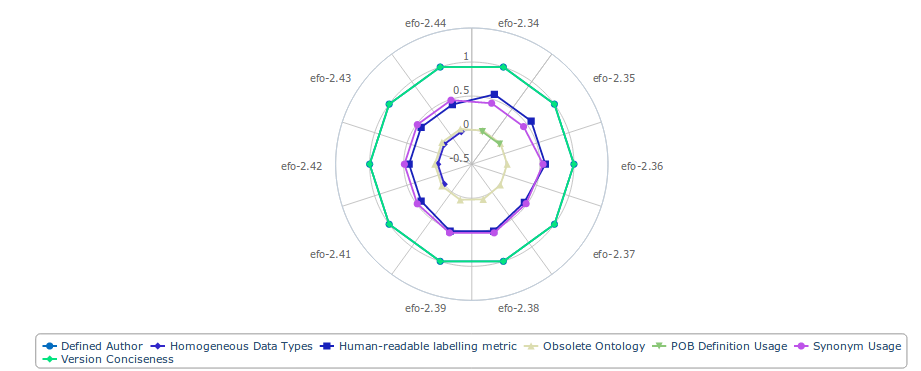 efo-2.44 efo-2.34
efo-2.43 1 efo-2.35
0.5
0
-0.5
efo-2.42 efo-2.36
efo-2.41 efo-2.37
efo-2.39 efo-2.38
Defined Author Homogeneous Data Types Human-readable labelling metric Obsolete Ontology POB Definition Usage Synonym Usage
Version Conciseness